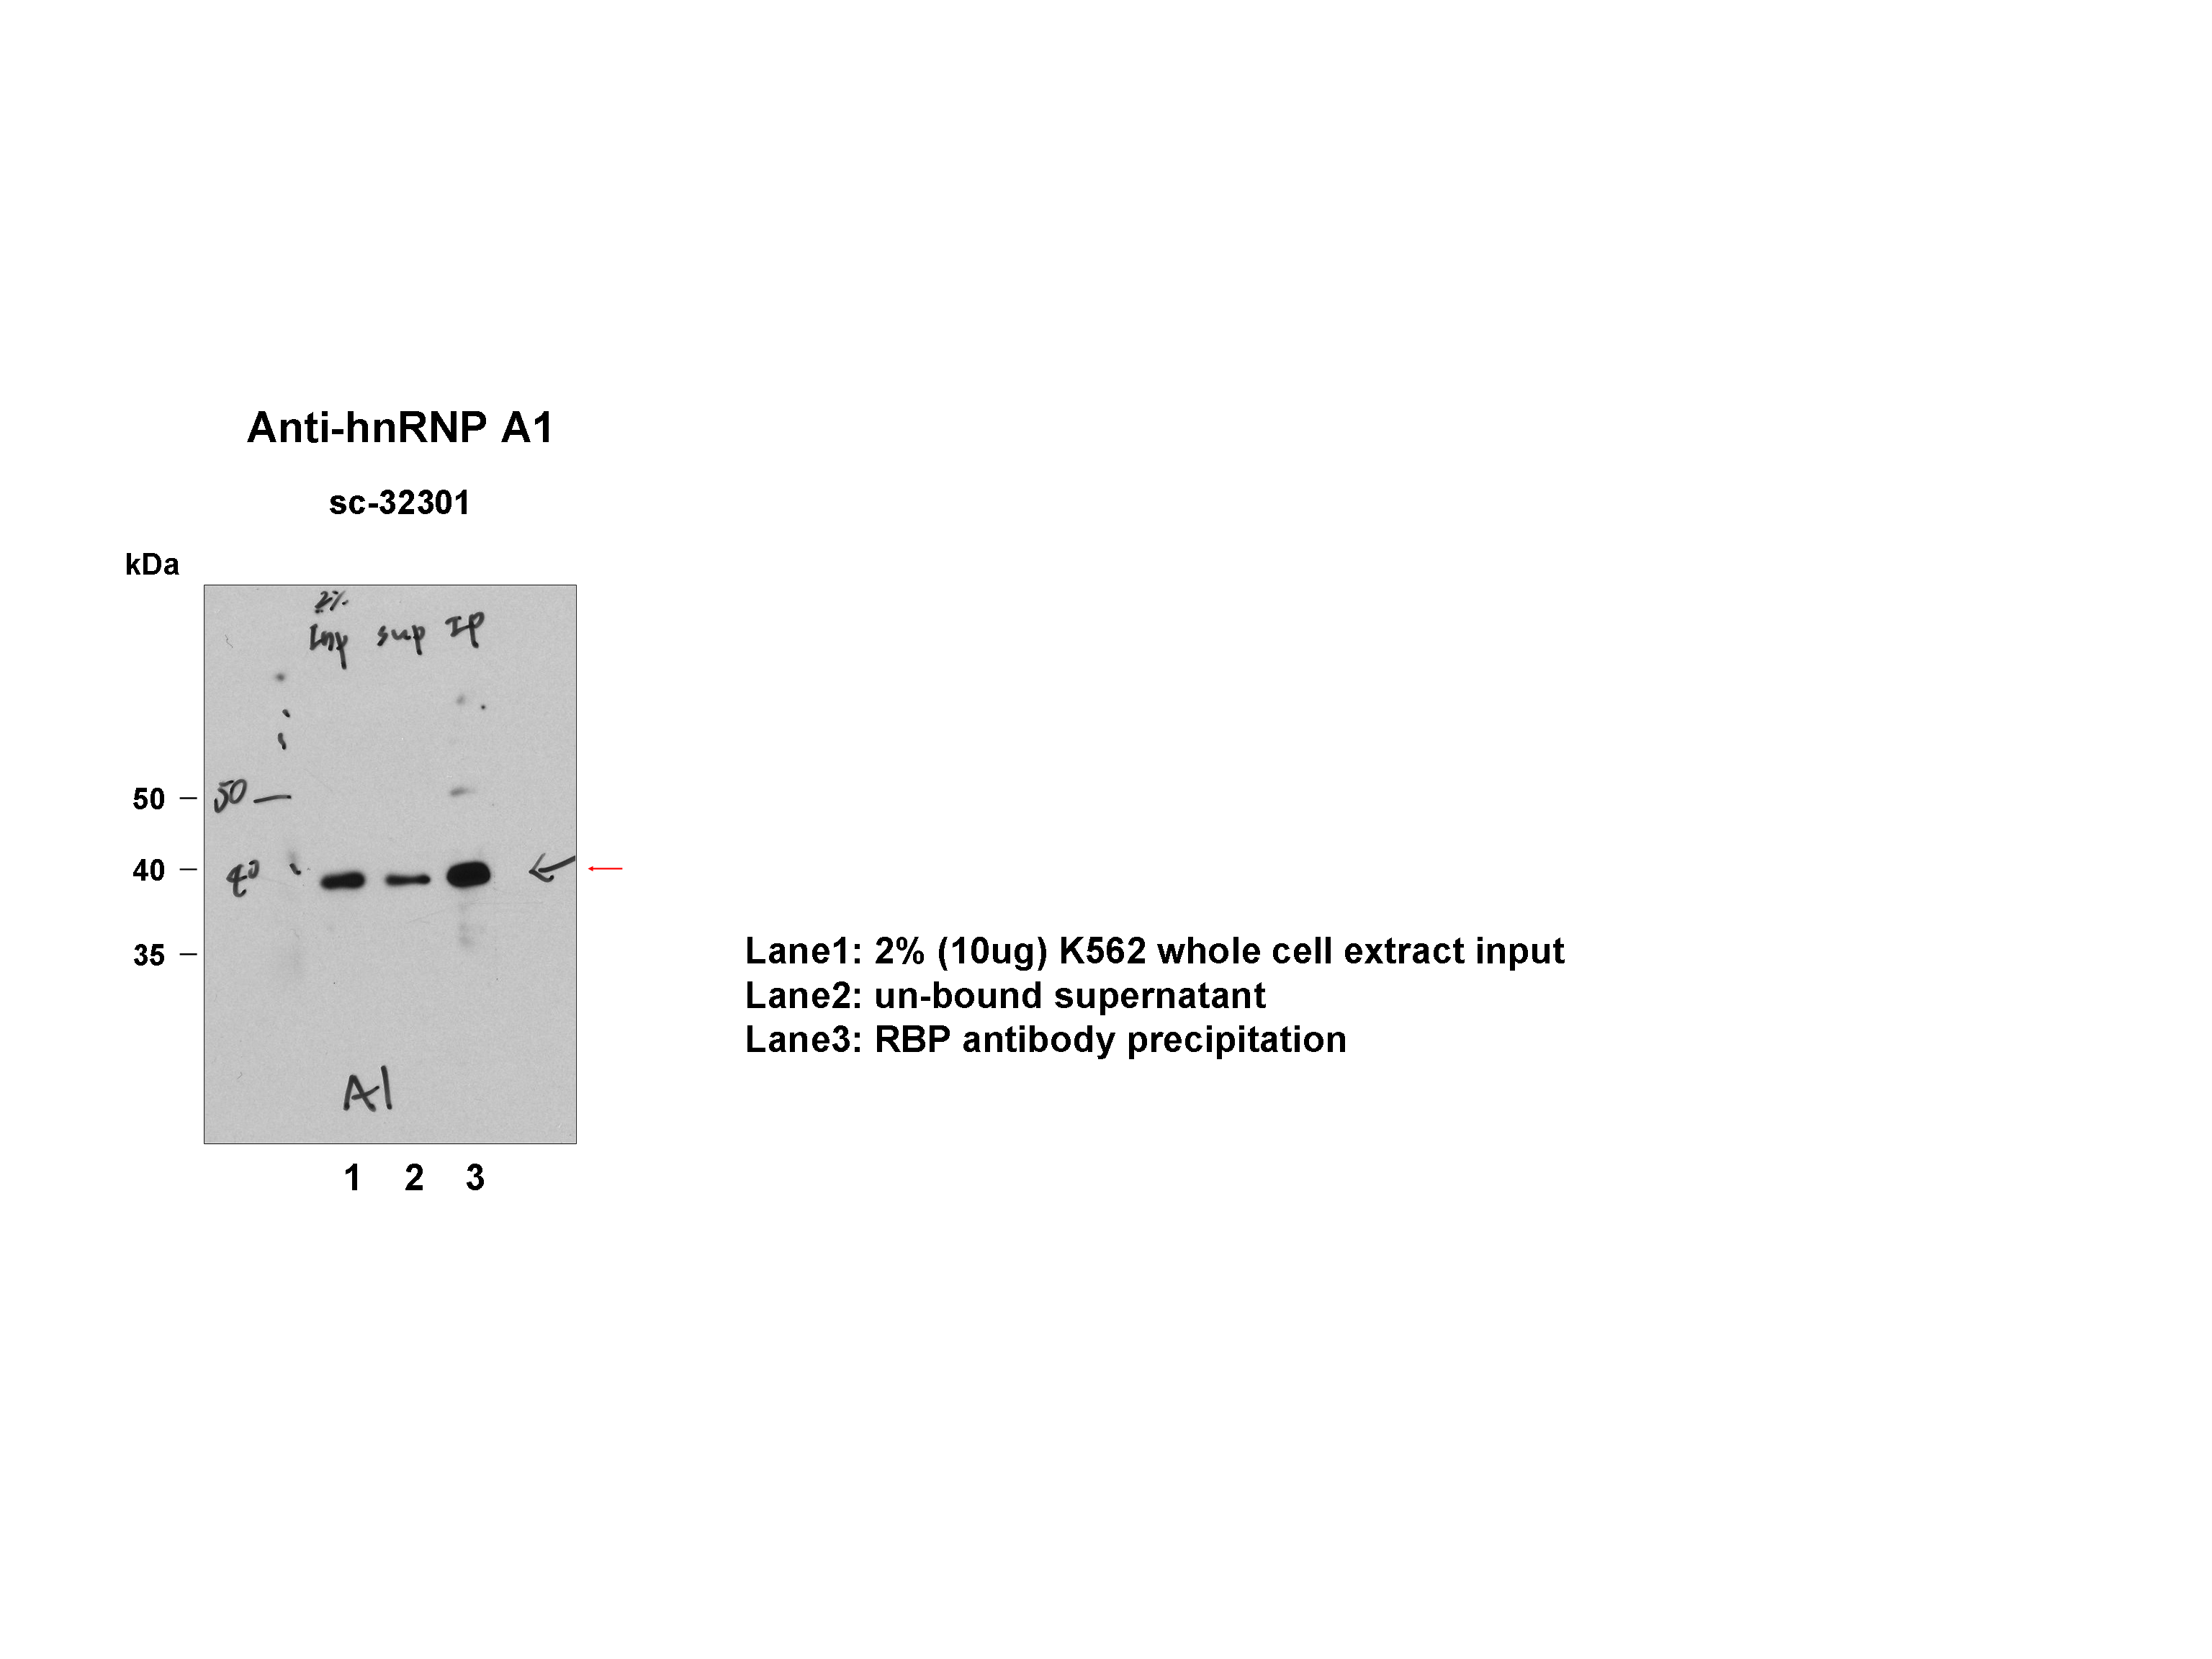 Anti-hnRNP A1
sc-32301
kDa
2%
Inp sup IP
50 — 50 —
40 — 40
35 —
A1
1 2 3
Lane1: 2% (10ug) K562 whole cell extract input
Lane2: un-bound supernatant
Lane3: RBP antibody precipitation